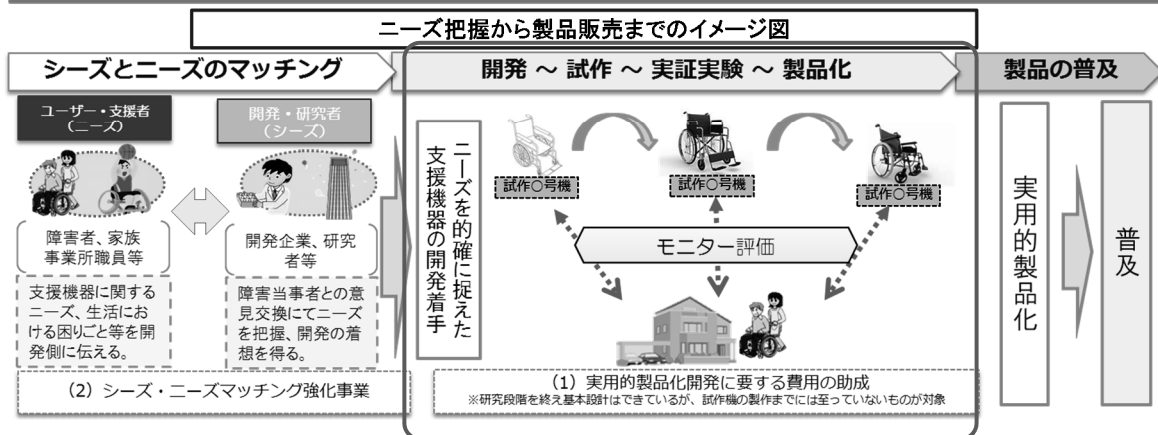 ニーズ把握から製品販売までのイメージ図
シーズとニーズのマッチング
開発 ～ 試作 ～ 実証実験 ～ 製品化
製品の普及
ユーザー・支援者
（ニーズ）
開発・研究者
（シーズ）
障害者、家族
事業所職員等
開発企業、研究
者等
支援機器に関する
ニーズ、生活にお
ける困りごと等を開
発側に伝える。
障害当事者との意
見交換にてニーズ
を把握、開発の着
想を得る。
（2）シーズ・ニーズマッチング強化事業
ニーズを的確に捉えた
支援機器の開発着手
試作○号機
試作○号機
試作○号機
モニター評価
（1）実用的製品化開発に要する費用の助成
※研究段階を終え基本設計はできているが、試作機の製作までには至っていないものが対象
実用的製品化
普及